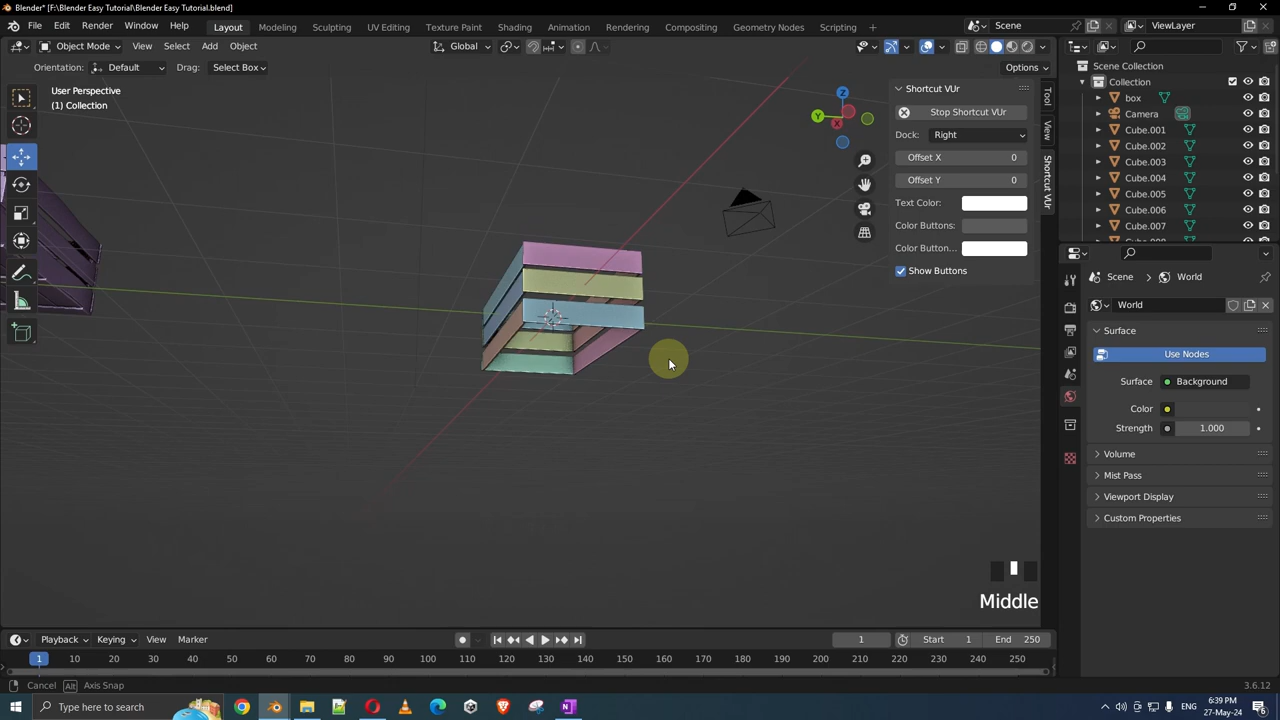 Blender* [F:\Blender Easy Tutorial\Blender Easy Tutorial.blend]
File Edit Render Window Help Layout Modeling Sculpting UV Editing Texture Paint Shading Animation Rendering Compositing Geometry Nodes Scripting Scene ViewLayer
Object Mode View Select Add Object Global
Orientation: Default Drag: Select Box Options
User Perspective
(1) Collection
Z
Y
X
Shortcut VUr
Stop Shortcut VUr
Dock: Right
Offset X 0
Offset Y 0
Text Color:
Color Buttons:
Color Button...
Show Buttons
Tool
View
Shortcut VUr
Scene Collection
Collection
box
Camera
Cube.001
Cube.002
Cube.003
Cube.004
Cube.005
Cube.006
Cube.007
Scene World
World
Surface
Use Nodes
Surface Background
Color
Strength 1.000
Volume
Mist Pass
Viewport Display
Custom Properties
Middle
Playback Keying View Marker 1 Start 1 End 250
1 10 20 30 40 50 60 70 80 90 100 110 120 130 140 150 160 170 180 190 200 210 220 230 240 250
Cancel Alt Axis Snap 3.6.12
Type here to search
6:39 PM
27-May-24